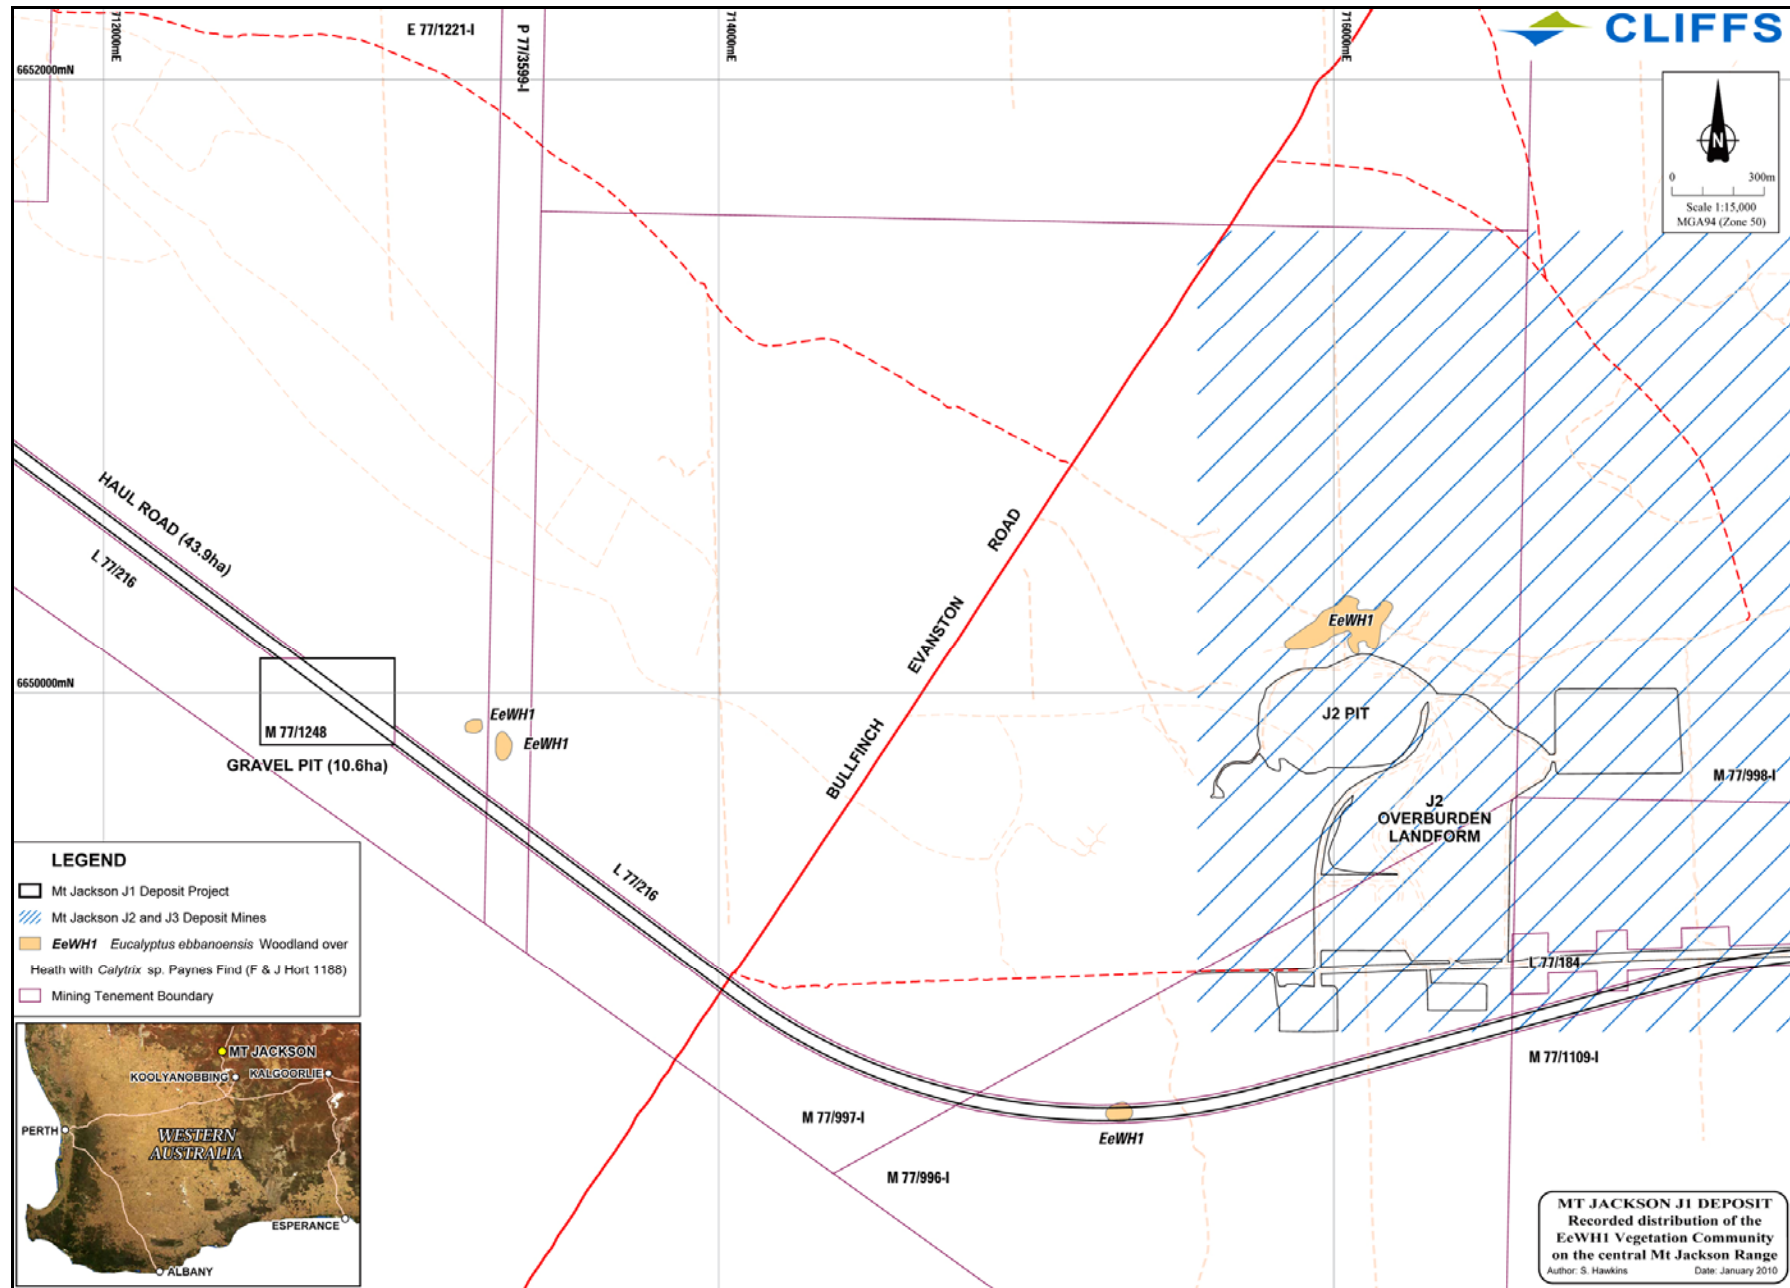 712000mE
E 77/1221-I
P 77/3599-I
714000mE
716000mE
CLIFFS
6652000mN
N
0 300m
Scale 1:15,000
MGA94 (Zone 50)
HAUL ROAD (43.9ha)
L 77/216
BULLFINCH EVANSTON ROAD
EeWH1
6650000mN
M 77/1248
GRAVEL PIT (10.6ha)
EeWH1
EeWH1
J2 PIT
M 77/998-I
J2
OVERBURDEN
LANDFORM
L 77/216
L 77/184
M 77/1109-I
M 77/997-I
EeWH1
M 77/996-I
LEGEND
Mt Jackson J1 Deposit Project
Mt Jackson J2 and J3 Deposit Mines
EeWH1 Eucalyptus ebbanoensis Woodland over
Heath with Calytrix sp. Paynes Find (F & J Hort 1188)
Mining Tenement Boundary
MT JACKSON
KOOLYANOBBING
KALGOORLIE
PERTH
WESTERN
AUSTRALIA
ESPERANCE
ALBANY
MT JACKSON J1 DEPOSIT
Recorded distribution of the
EeWH1 Vegetation Community
on the central Mt Jackson Range
Author: S. Hawkins Date: January 2010